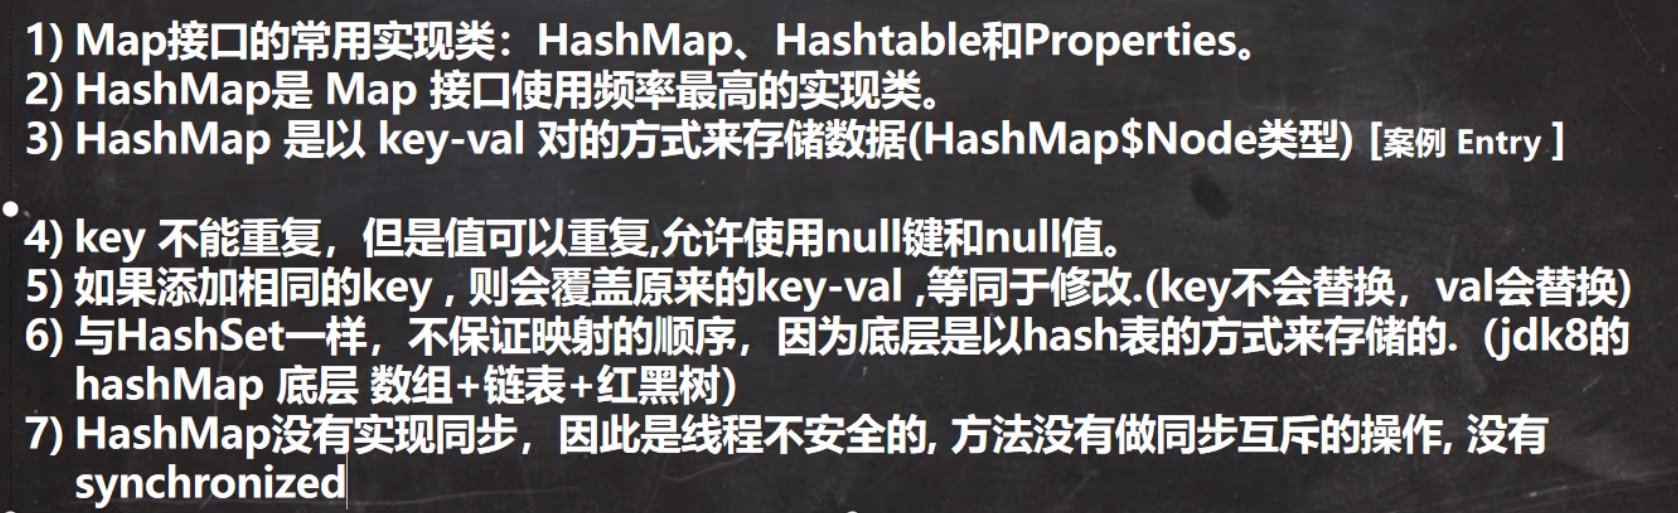 1) Map接口的常用实现类：HashMap、Hashtable和Properties。
2) HashMap是 Map 接口使用频率最高的实现类。
3) HashMap 是以 key-val 对的方式来存储数据(HashMap$Node类型) [案例 Entry ]
4) key 不能重复，但是值可以重复,允许使用null键和null值。
5) 如果添加相同的key , 则会覆盖原来的key-val ,等同于修改.(key不会替换，val会替换)
6) 与HashSet一样，不保证映射的顺序，因为底层是以hash表的方式来存储的.（jdk8的
hashMap 底层 数组+链表+红黑树）
7) HashMap没有实现同步，因此是线程不安全的, 方法没有做同步互斥的操作, 没有
synchronized